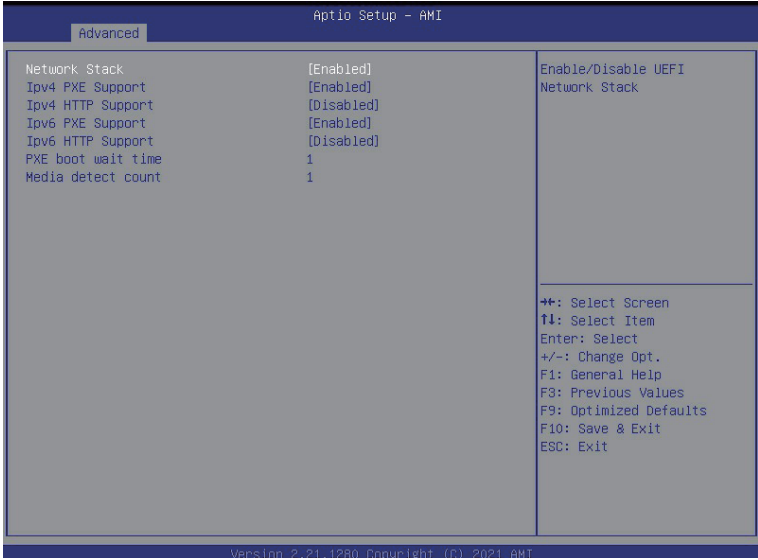 Aptio Setup – AMI
Advanced
Network Stack [Enabled]
Ipv4 PXE Support [Enabled]
Ipv4 HTTP Support [Disabled]
Ipv6 PXE Support [Enabled]
Ipv6 HTTP Support [Disabled]
PXE boot wait time 1
Media detect count 1
Enable/Disable UEFI
Network Stack
→←: Select Screen
↑↓: Select Item
Enter: Select
+/-: Change Opt.
F1: General Help
F3: Previous Values
F9: Optimized Defaults
F10: Save & Exit
ESC: Exit
Version 2.21.1280 Copyright (C) 2021 AMI